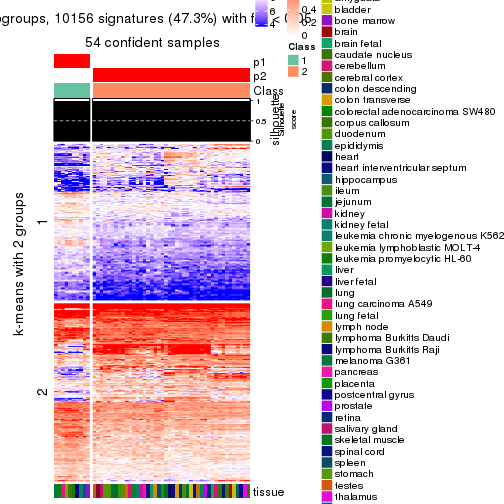 groups, 10156 signatures (47.3%) with
54 confident samples
p1
p2
Class
1
0.5
0
silhouette
score
k-means with 2 groups
1
2
tissue
6
4
0.4
0.2
0
Class
1
2
bladder
bone marrow
brain
brain fetal
caudate nucleus
cerebellum
cerebral cortex
colon descending
colon transverse
colorectal adenocarcinoma SW480
corpus callosum
duodenum
epididymis
heart
heart interventricular septum
hippocampus
ileum
jejunum
kidney
kidney fetal
leukemia chronic myelogenous K562
leukemia lymphoblastic MOLT-4
leukemia promyelocytic HL-60
liver
liver fetal
lung
lung carcinoma A549
lung fetal
lymph node
lymphoma Burkitts Daudi
lymphoma Burkitts Raji
melanoma G361
pancreas
placenta
postcentral gyrus
prostate
retina
salivary gland
skeletal muscle
spinal cord
spleen
stomach
testes
thalamus